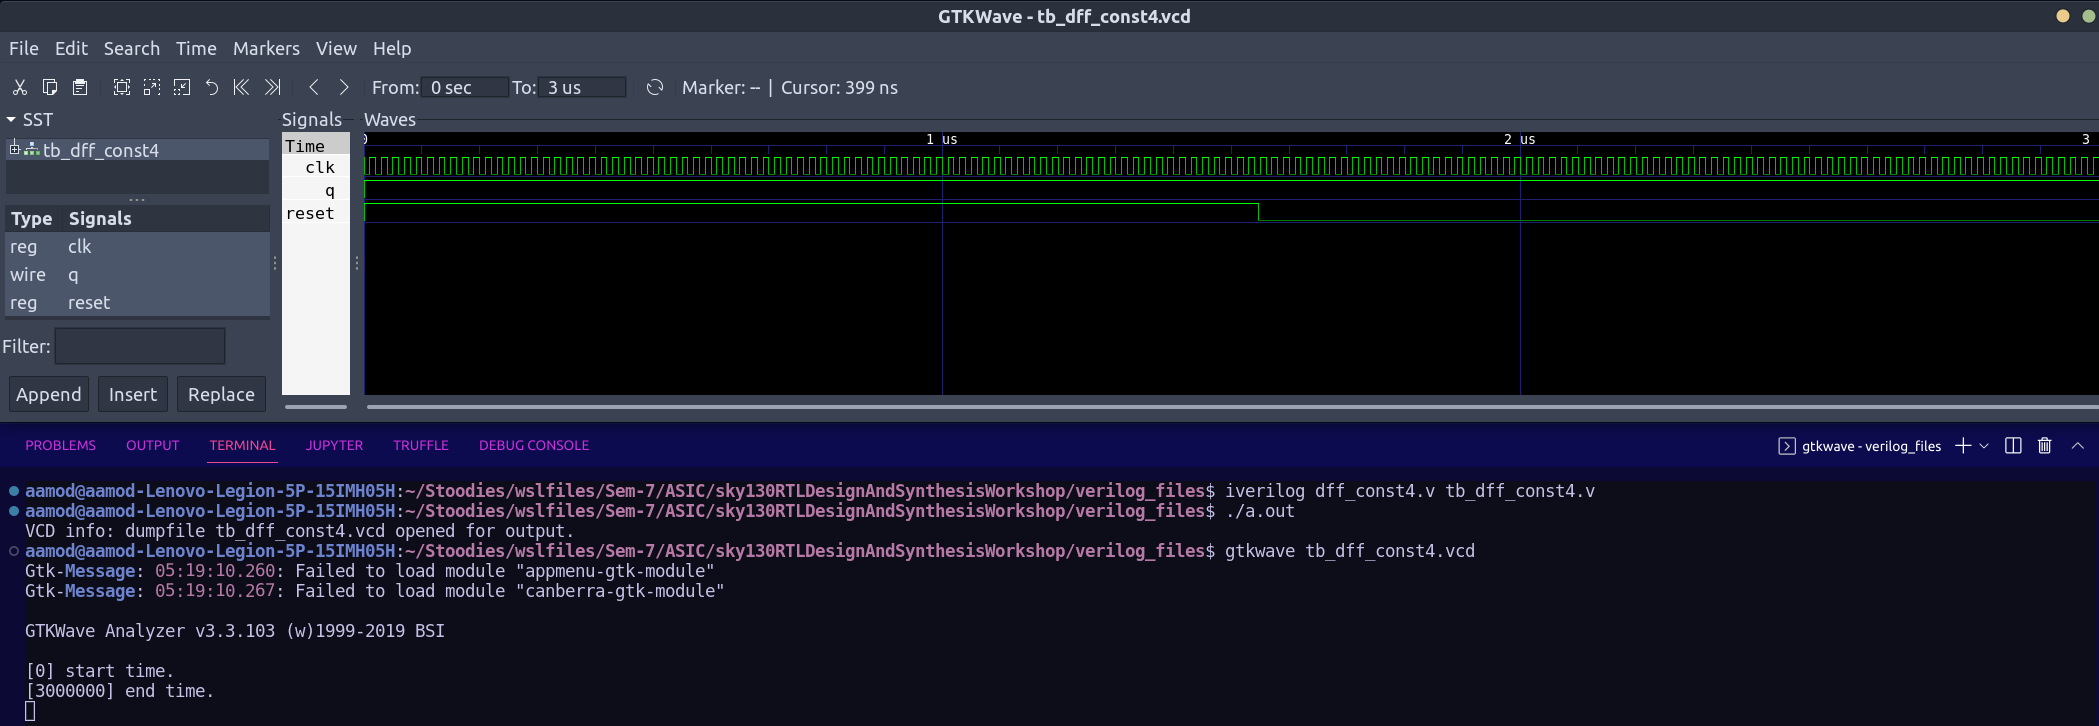 GTKWave - tb_dff_const4.vcd
File Edit Search Time Markers View Help
From: 0 sec To: 3 us Marker: -- | Cursor: 399 ns
SST
tb_dff_const4
Type Signals
reg clk
wire q
reg reset
Filter:
Append Insert Replace
Signals
Time
clk
q
reset
Waves
0 1 us 2 us 3
PROBLEMS OUTPUT TERMINAL JUPYTER TRUFFLE DEBUG CONSOLE gtkwave - verilog_files
aamod@aamod-Lenovo-Legion-5P-15IMH05H:~/Stoodies/wslfiles/Sem-7/ASIC/sky130RTLDesignAndSynthesisWorkshop/verilog_files$ iverilog dff_const4.v tb_dff_const4.v
aamod@aamod-Lenovo-Legion-5P-15IMH05H:~/Stoodies/wslfiles/Sem-7/ASIC/sky130RTLDesignAndSynthesisWorkshop/verilog_files$ ./a.out
VCD info: dumpfile tb_dff_const4.vcd opened for output.
aamod@aamod-Lenovo-Legion-5P-15IMH05H:~/Stoodies/wslfiles/Sem-7/ASIC/sky130RTLDesignAndSynthesisWorkshop/verilog_files$ gtkwave tb_dff_const4.vcd
Gtk-Message: 05:19:10.260: Failed to load module "appmenu-gtk-module"
Gtk-Message: 05:19:10.267: Failed to load module "canberra-gtk-module"
GTKWave Analyzer v3.3.103 (w)1999-2019 BSI
[0] start time.
[3000000] end time.